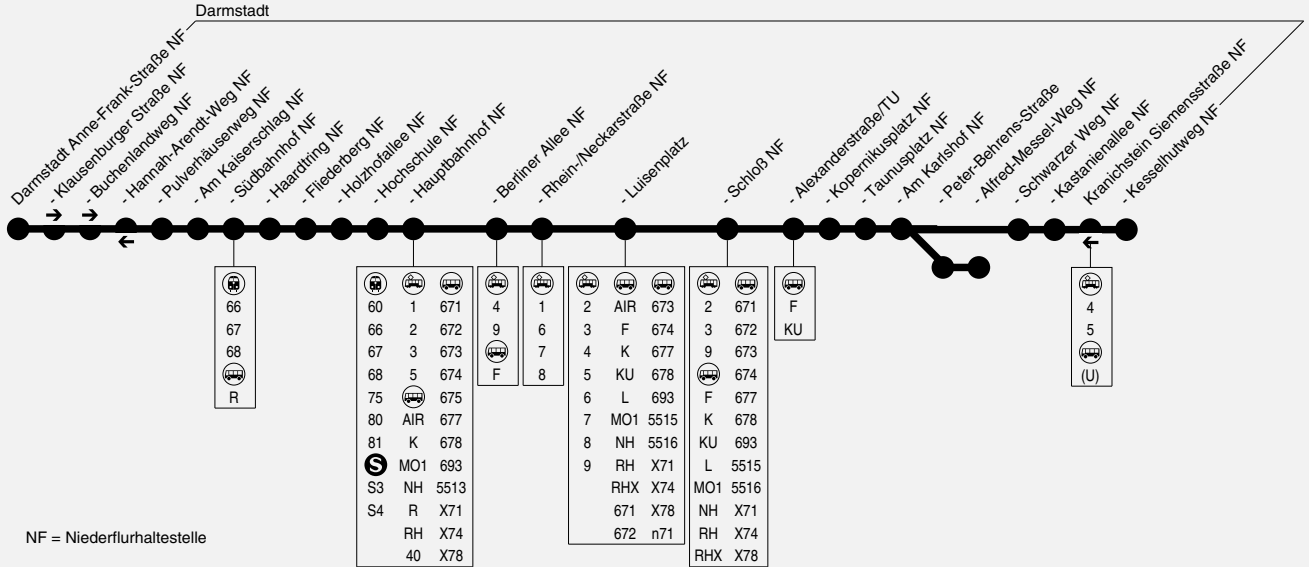 Darmstadt
Darmstadt Anne-Frank-Straße NF
- Klausenburger Straße NF
- Buchenlandweg NF
- Hannah-Arendt-Weg NF
- Pulverhäuserweg NF
- Am Kaiserschlag NF
- Südbahnhof NF
- Haardtring NF
- Fliederberg NF
- Holzhofallee NF
- Hochschule NF
- Hauptbahnhof NF
- Berliner Allee NF
- Rhein-/Neckarstraße NF
- Luisenplatz
- Schloß NF
- Alexanderstraße/TU
- Kopernikusplatz NF
- Taunusplatz NF
- Am Karlshof NF
- Peter-Behrens-Straße
- Alfred-Messel-Weg NF
- Schwarzer Weg NF
- Kastanienallee NF
Kranichstein Siemensstraße NF
- Kesselhutweg NF
66
67
68
R
60 1 671
66 2 672
67 3 673
68 5 674
75 675
80 AIR 677
81 K 678
S MO1 693
S3 NH 5513
S4 R X71
RH X74
40 X78
4
9
F
1
6
7
8
2 AIR 673
3 F 674
4 K 677
5 KU 678
6 L 693
7 MO1 5515
8 NH 5516
9 RH X71
RHX X74
671 X78
672 n71
2 671
3 672
9 673
674
F 677
K 678
KU 693
L 5515
MO1 5516
NH X71
RH X74
RHX X78
F
KU
4
5
(U)
NF = Niederflurhaltestelle